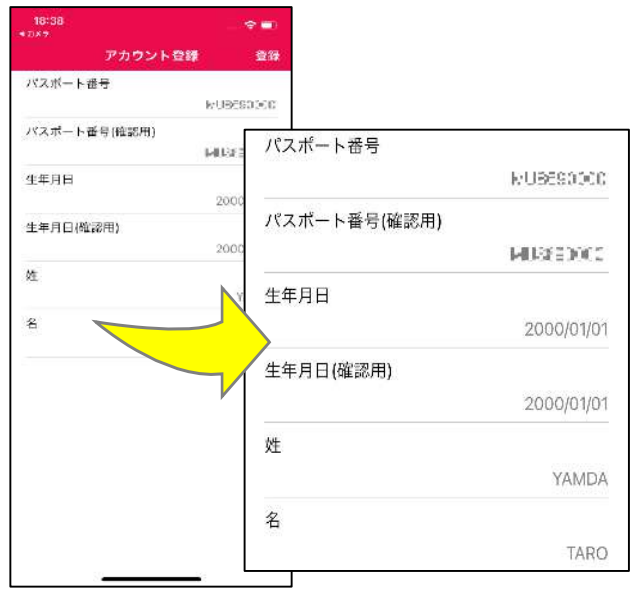 18:38
◀カメラ
アカウント登録
登録
パスポート番号
パスポート番号(確認用)
生年月日
2000
生年月日(確認用)
2000
姓
Y
名
パスポート番号
パスポート番号(確認用)
生年月日
2000/01/01
生年月日(確認用)
2000/01/01
姓
YAMDA
名
TARO